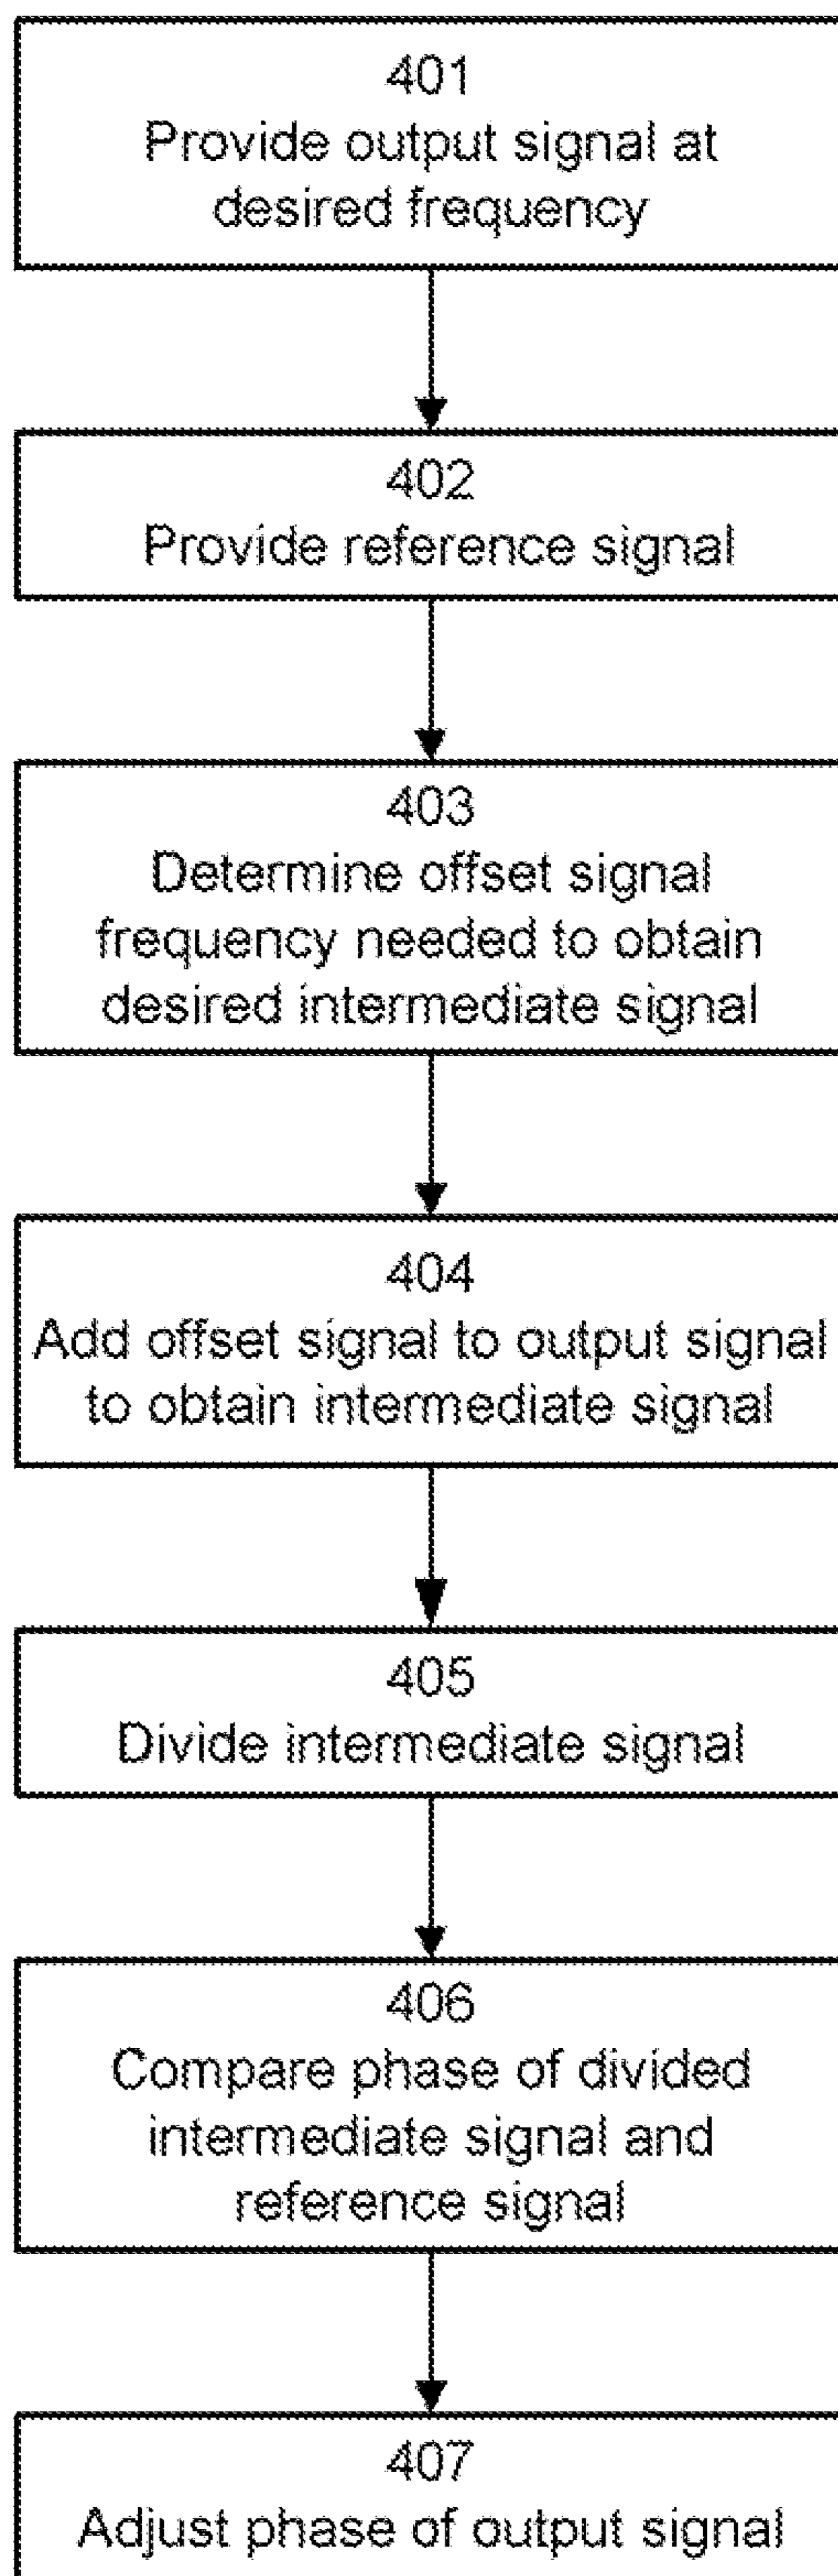 401
Provide output signal at
desired frequency
402
Provide reference signal
403
Determine offset signal
frequency needed to obtain
desired intermediate signal
404
Add offset signal to output signal
to obtain intermediate signal
405
Divide intermediate signal
406
Compare phase of divided
intermediate signal and
reference signal
407
Adjust phase of output signal